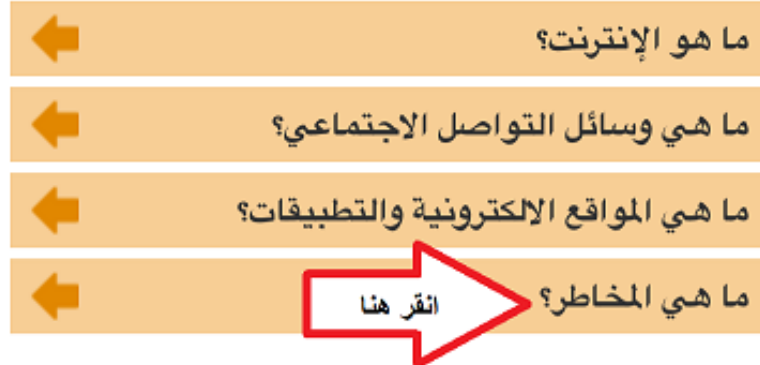 ما هو الإنترنت؟
ما هي وسائل التواصل الاجتماعي؟
ما هي المواقع الالكترونية والتطبيقات؟
ما هي المخاطر؟
انقر هنا